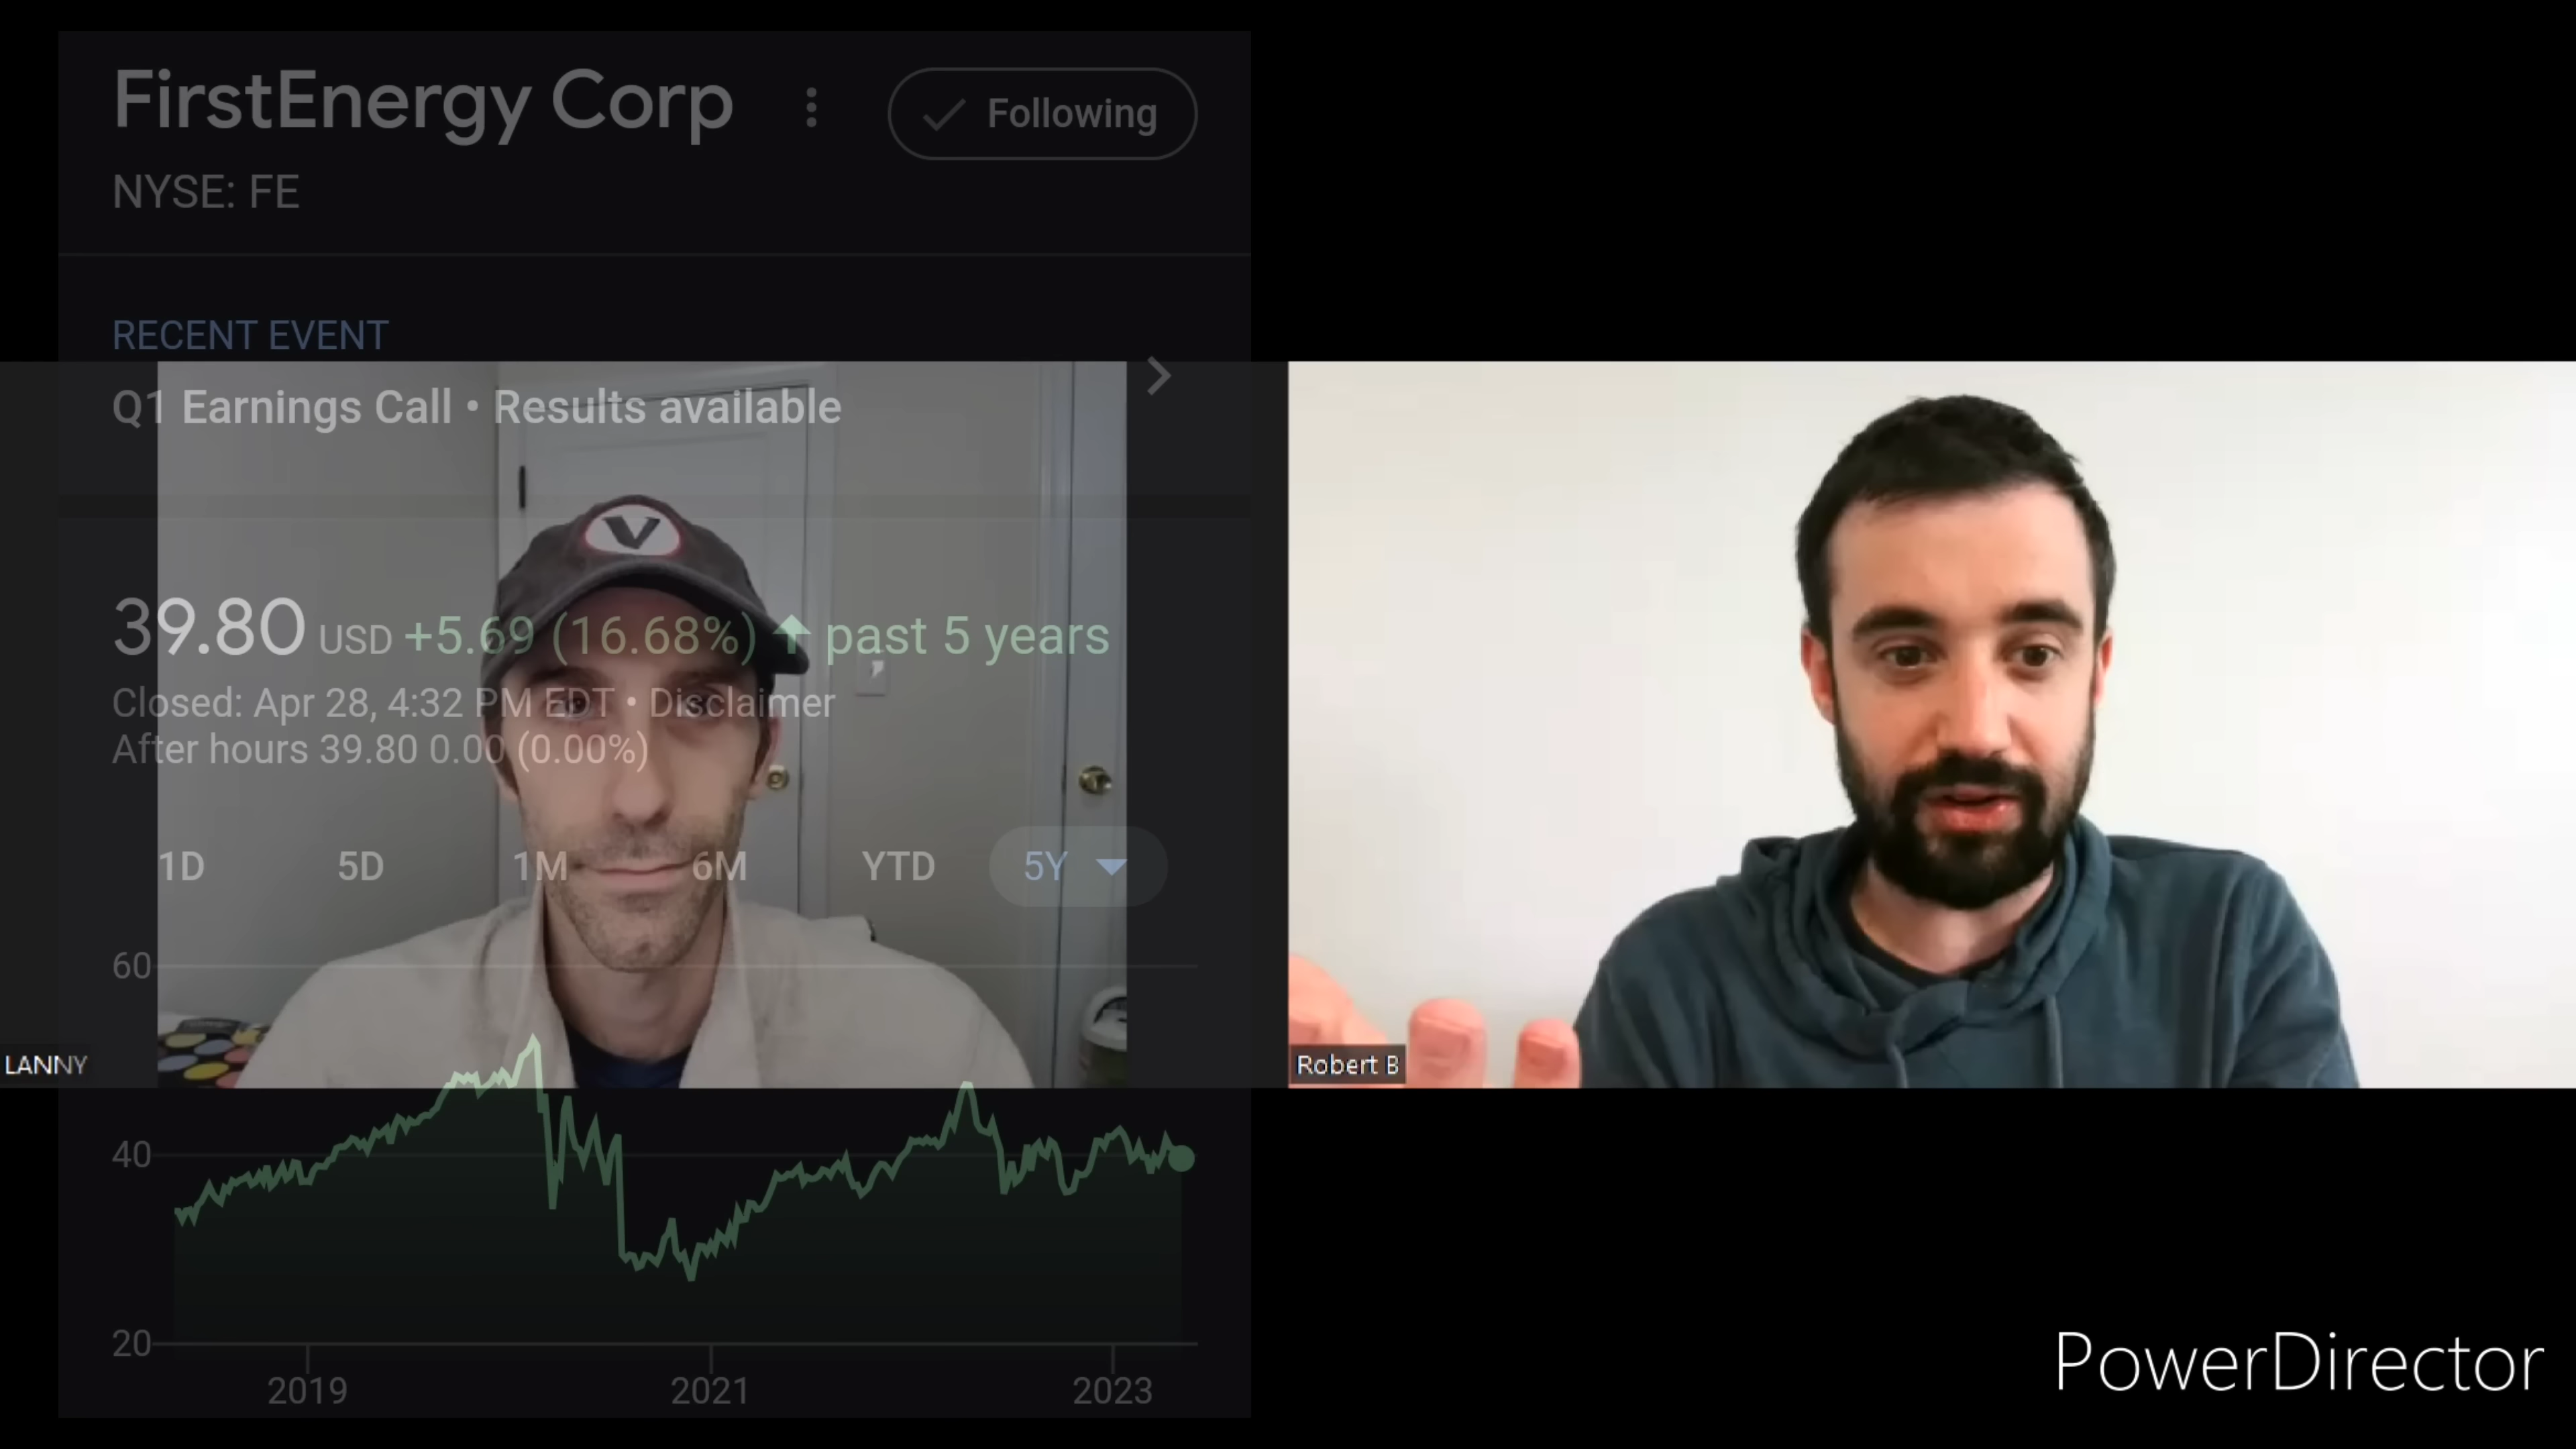 FirstEnergy Corp
Following
NYSE: FE
RECENT EVENT
Q1 Earnings Call • Results available
V
39.80 USD +5.69 (16.68%) past 5 years
Closed: Apr 28, 4:32 PM EDT • Disclaimer
After hours 39.80 0.00 (0.00%)
1D 5D 1M 6M YTD 5Y
60
LANNY
Robert B
40
20
2019 2021 2023
PowerDirector